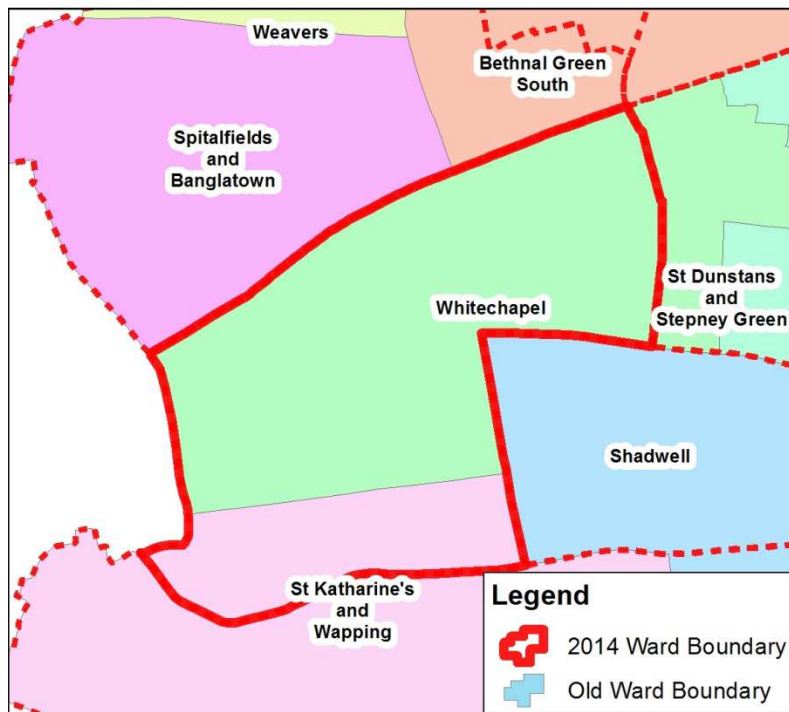 Weavers
Bethnal Green
South
Spitalfields
and
Banglatown
St Dunstans
and
Stepney Green
Whitechapel
Shadwell
St Katharine's
and
Wapping
Legend
2014 Ward Boundary
Old Ward Boundary